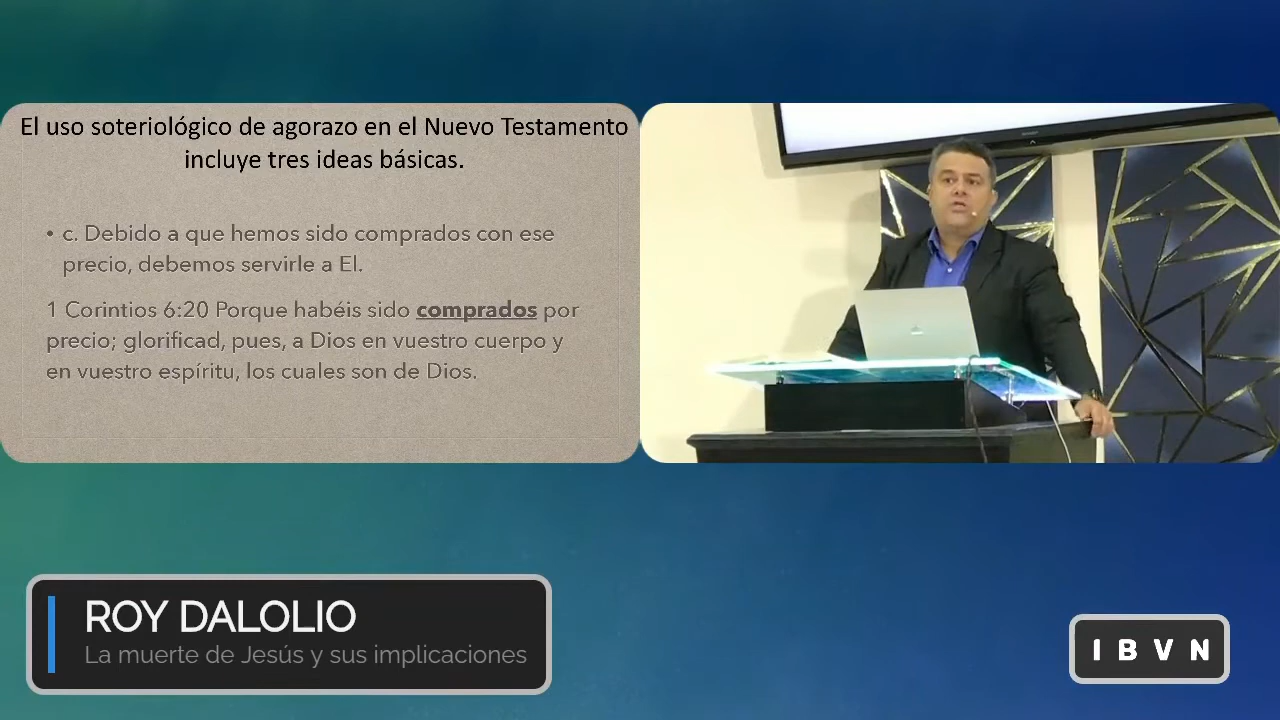 El uso soteriológico de agorazo en el Nuevo Testamento
incluye tres ideas básicas.
• c. Debido a que hemos sido comprados con ese
precio, debemos servirle a El.
1 Corintios 6:20 Porque habéis sido comprados por
precio; glorificad, pues, a Dios en vuestro cuerpo y
en vuestro espíritu, los cuales son de Dios.
ROY DALOLIO
La muerte de Jesús y sus implicaciones
IBVN